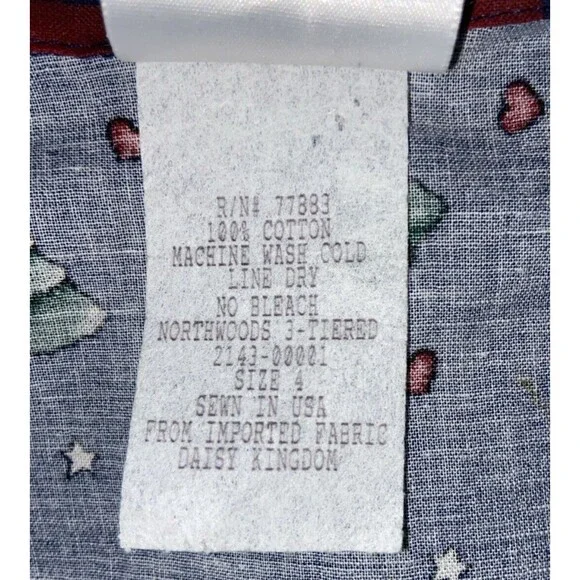 R/N# 77883
100% COTTON
MACHINE WASH COLD
LINE DRY
NO BLEACH
NORTHWOODS 3-TIERED
2143-00001
SIZE 4
SEWN IN USA
FROM IMPORTED FABRIC
DAISY KINGDOM